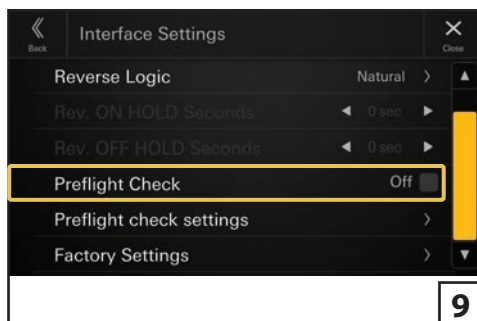 Back
Interface Settings
Close
Reverse Logic Natural
Rev. ON HOLD Seconds 0 sec
Rev. OFF HOLD Seconds 0 sec
Preflight Check Off
Preflight check settings
Factory Settings
9